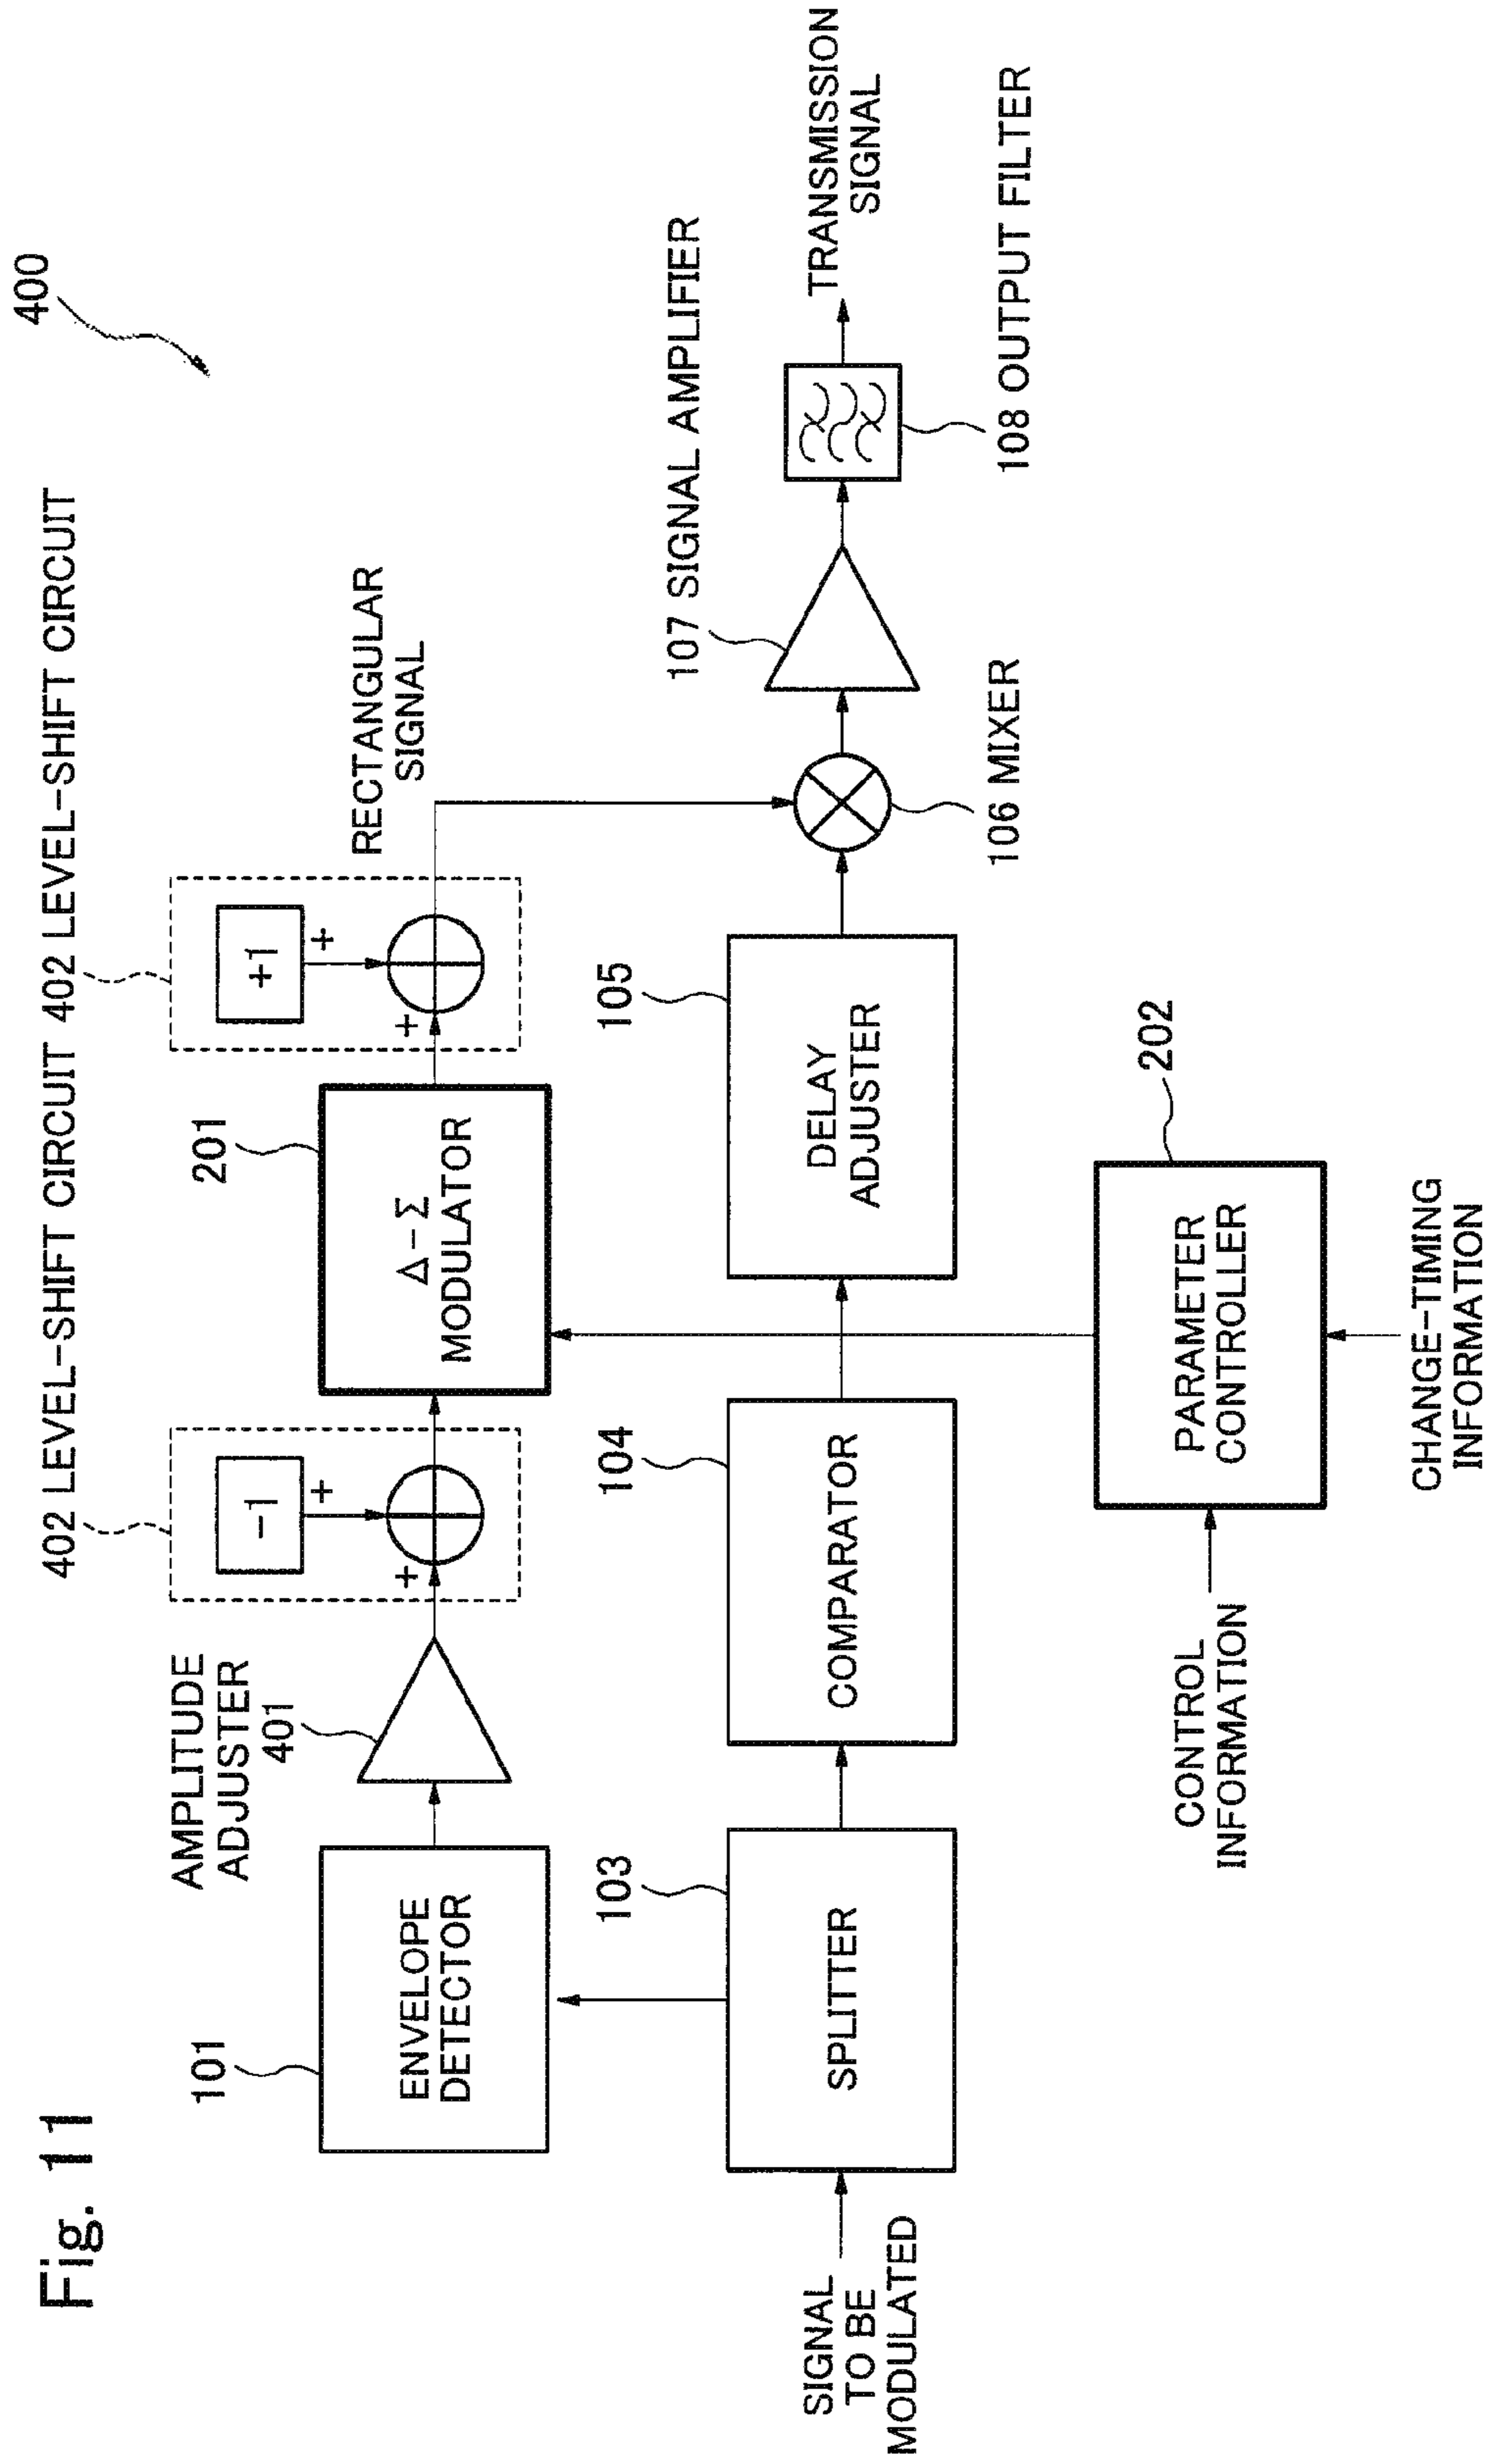 Fig. 11
400
402 LEVEL-SHIFT CIRCUIT 402 LEVEL-SHIFT CIRCUIT
AMPLITUDE
ADJUSTER
401
-1
+
+
+1
+
+
RECTANGULAR
SIGNAL
101
ENVELOPE
DETECTOR
201
Δ-Σ
MODULATOR
107 SIGNAL AMPLIFIER
103
SPLITTER
104
COMPARATOR
105
DELAY
ADJUSTER
106 MIXER
108 OUTPUT FILTER
TRANSMISSION
SIGNAL
SIGNAL
TO BE
MODULATED
202
PARAMETER
CONTROLLER
CONTROL
INFORMATION
CHANGE-TIMING
INFORMATION